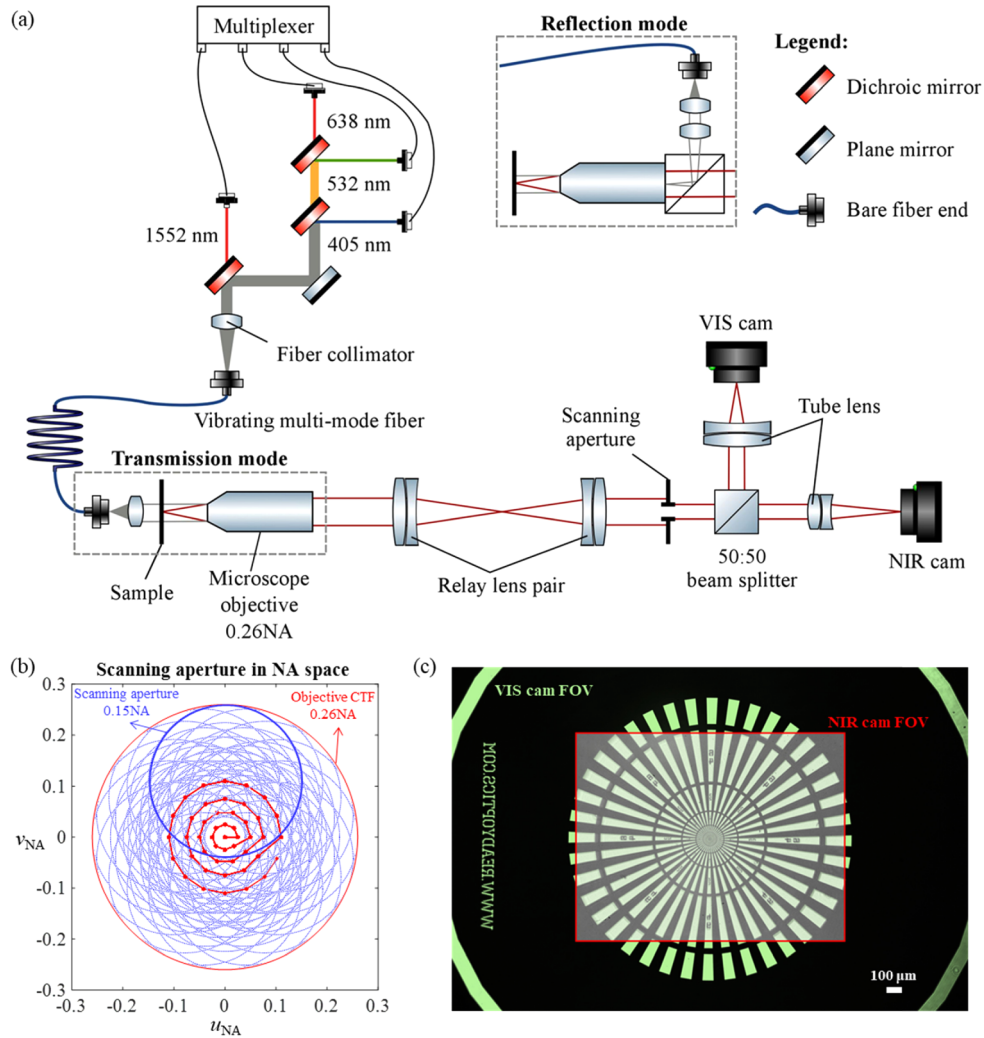 (a)
Multiplexer
638 nm
532 nm
405 nm
1552 nm
Fiber collimator
Vibrating multi-mode fiber
Reflection mode
Legend:
Dichroic mirror
Plane mirror
Bare fiber end
VIS cam
Tube lens
Scanning
aperture
Transmission mode
Sample
Microscope
objective
0.26NA
Relay lens pair
50:50
beam splitter
NIR cam
(b)
Scanning aperture in NA space
Scanning aperture
0.15NA
Objective CTF
0.26NA
0.3
0.2
0.1
0
-0.1
-0.2
-0.3
vNA
-0.3
-0.2
-0.1
0
0.1
0.2
0.3
uNA
(c)
VIS cam FOV
NIR cam FOV
WWW.READYOPTICS.COM
100 μm